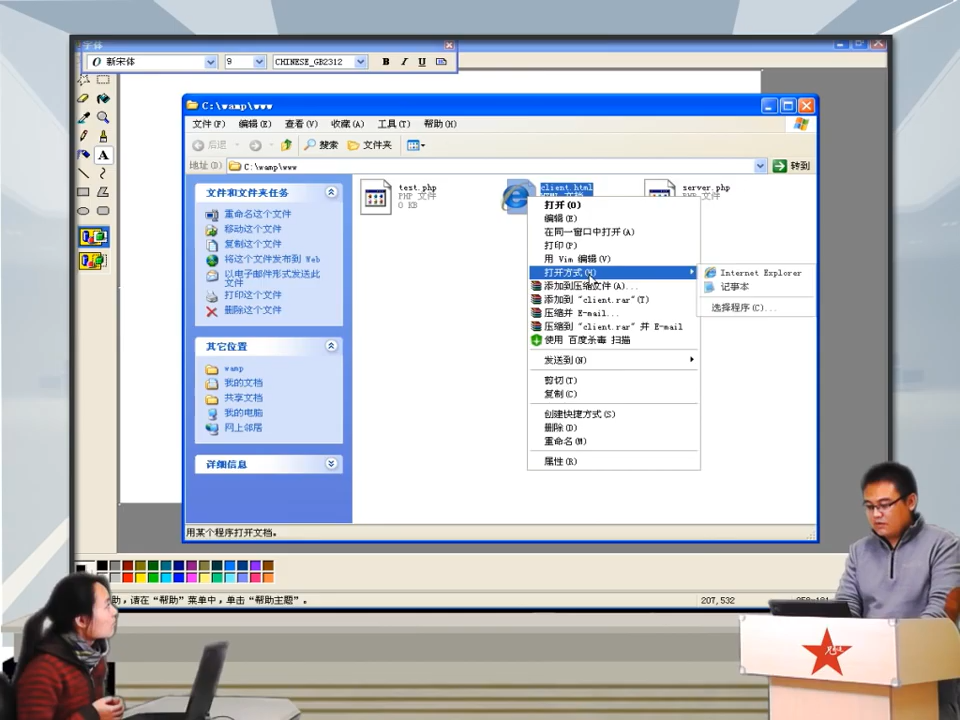 字体
新宋体
9
CHINESE_GB2312
B I U
A
C:\wamp\www
文件(F) 编辑(E) 查看(V) 收藏(A) 工具(T) 帮助(H)
后退 搜索 文件夹
地址(D) C:\wamp\www 转到
文件和文件夹任务
重命名这个文件
移动这个文件
复制这个文件
将这个文件发布到 Web
以电子邮件形式发送此
文件
打印这个文件
删除这个文件
其它位置
wamp
我的文档
共享文档
我的电脑
网上邻居
详细信息
test.php
PHP 文件
0 KB
client.html
server.php
PHP 文件
打开(O)
编辑(E)
在同一窗口中打开(A)
打印(P)
用 Vim 编辑(V)
打开方式(H)
添加到压缩文件(A)...
添加到 "client.rar"(T)
压缩并 E-mail...
压缩到 "client.rar" 并 E-mail
使用 百度杀毒 扫描
发送到(N)
剪切(T)
复制(C)
创建快捷方式(S)
删除(D)
重命名(M)
属性(R)
Internet Explorer
记事本
选择程序(C)...
用某个程序打开文档。
助,请在“帮助”菜单中,单击“帮助主题”。
207,532